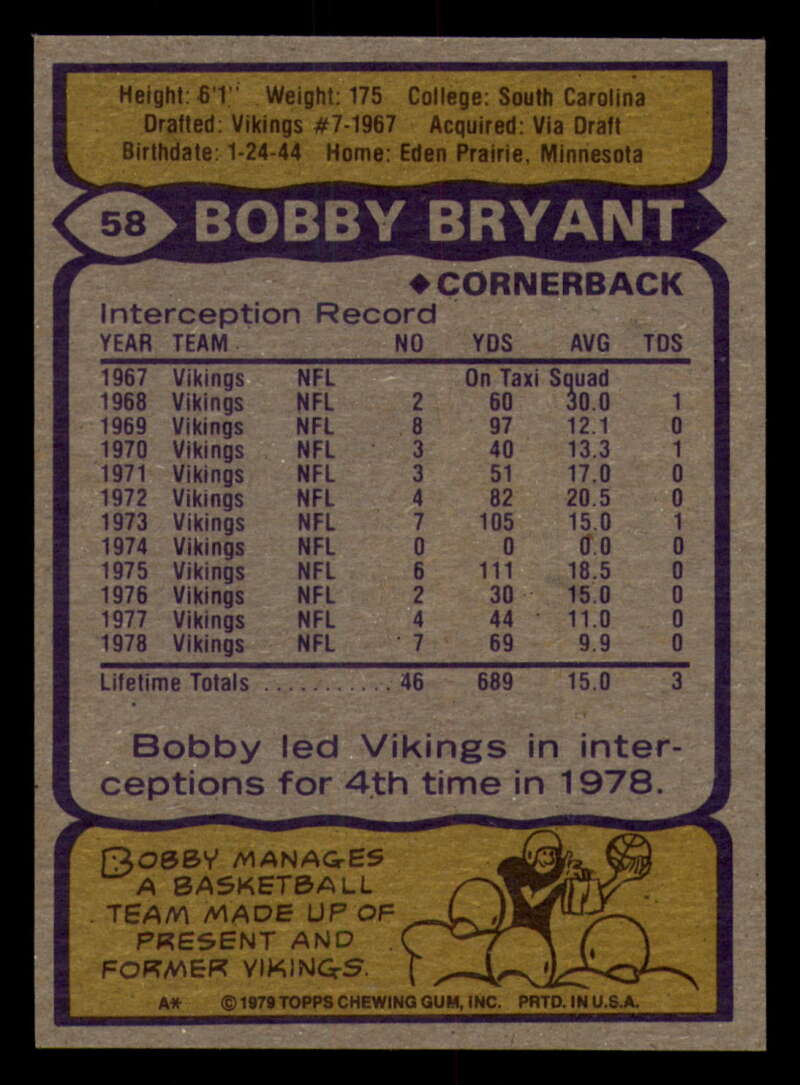 Height: 6'1" Weight: 175 College: South Carolina
Drafted: Vikings #7-1967 Acquired: Via Draft
Birthdate: 1-24-44 Home: Eden Prairie, Minnesota
58 BOBBY BRYANT
♦CORNERBACK
Interception Record
YEAR TEAM NO YDS AVG TDS
1967 Vikings NFL On Taxi Squad
1968 Vikings NFL 2 60 30.0 1
1969 Vikings NFL 8 97 12.1 0
1970 Vikings NFL 3 40 13.3 1
1971 Vikings NFL 3 51 17.0 0
1972 Vikings NFL 4 82 20.5 0
1973 Vikings NFL 7 105 15.0 1
1974 Vikings NFL 0 0 0.0 0
1975 Vikings NFL 6 111 18.5 0
1976 Vikings NFL 2 30 15.0 0
1977 Vikings NFL 4 44 11.0 0
1978 Vikings NFL 7 69 9.9 0
Lifetime Totals ........... 46 689 15.0 3
Bobby led Vikings in inter-
ceptions for 4th time in 1978.
BOBBY MANAGES
A BASKETBALL
TEAM MADE UP OF
PRESENT AND
FORMER VIKINGS.
A* © 1979 TOPPS CHEWING GUM, INC. PRTD. IN U.S.A.